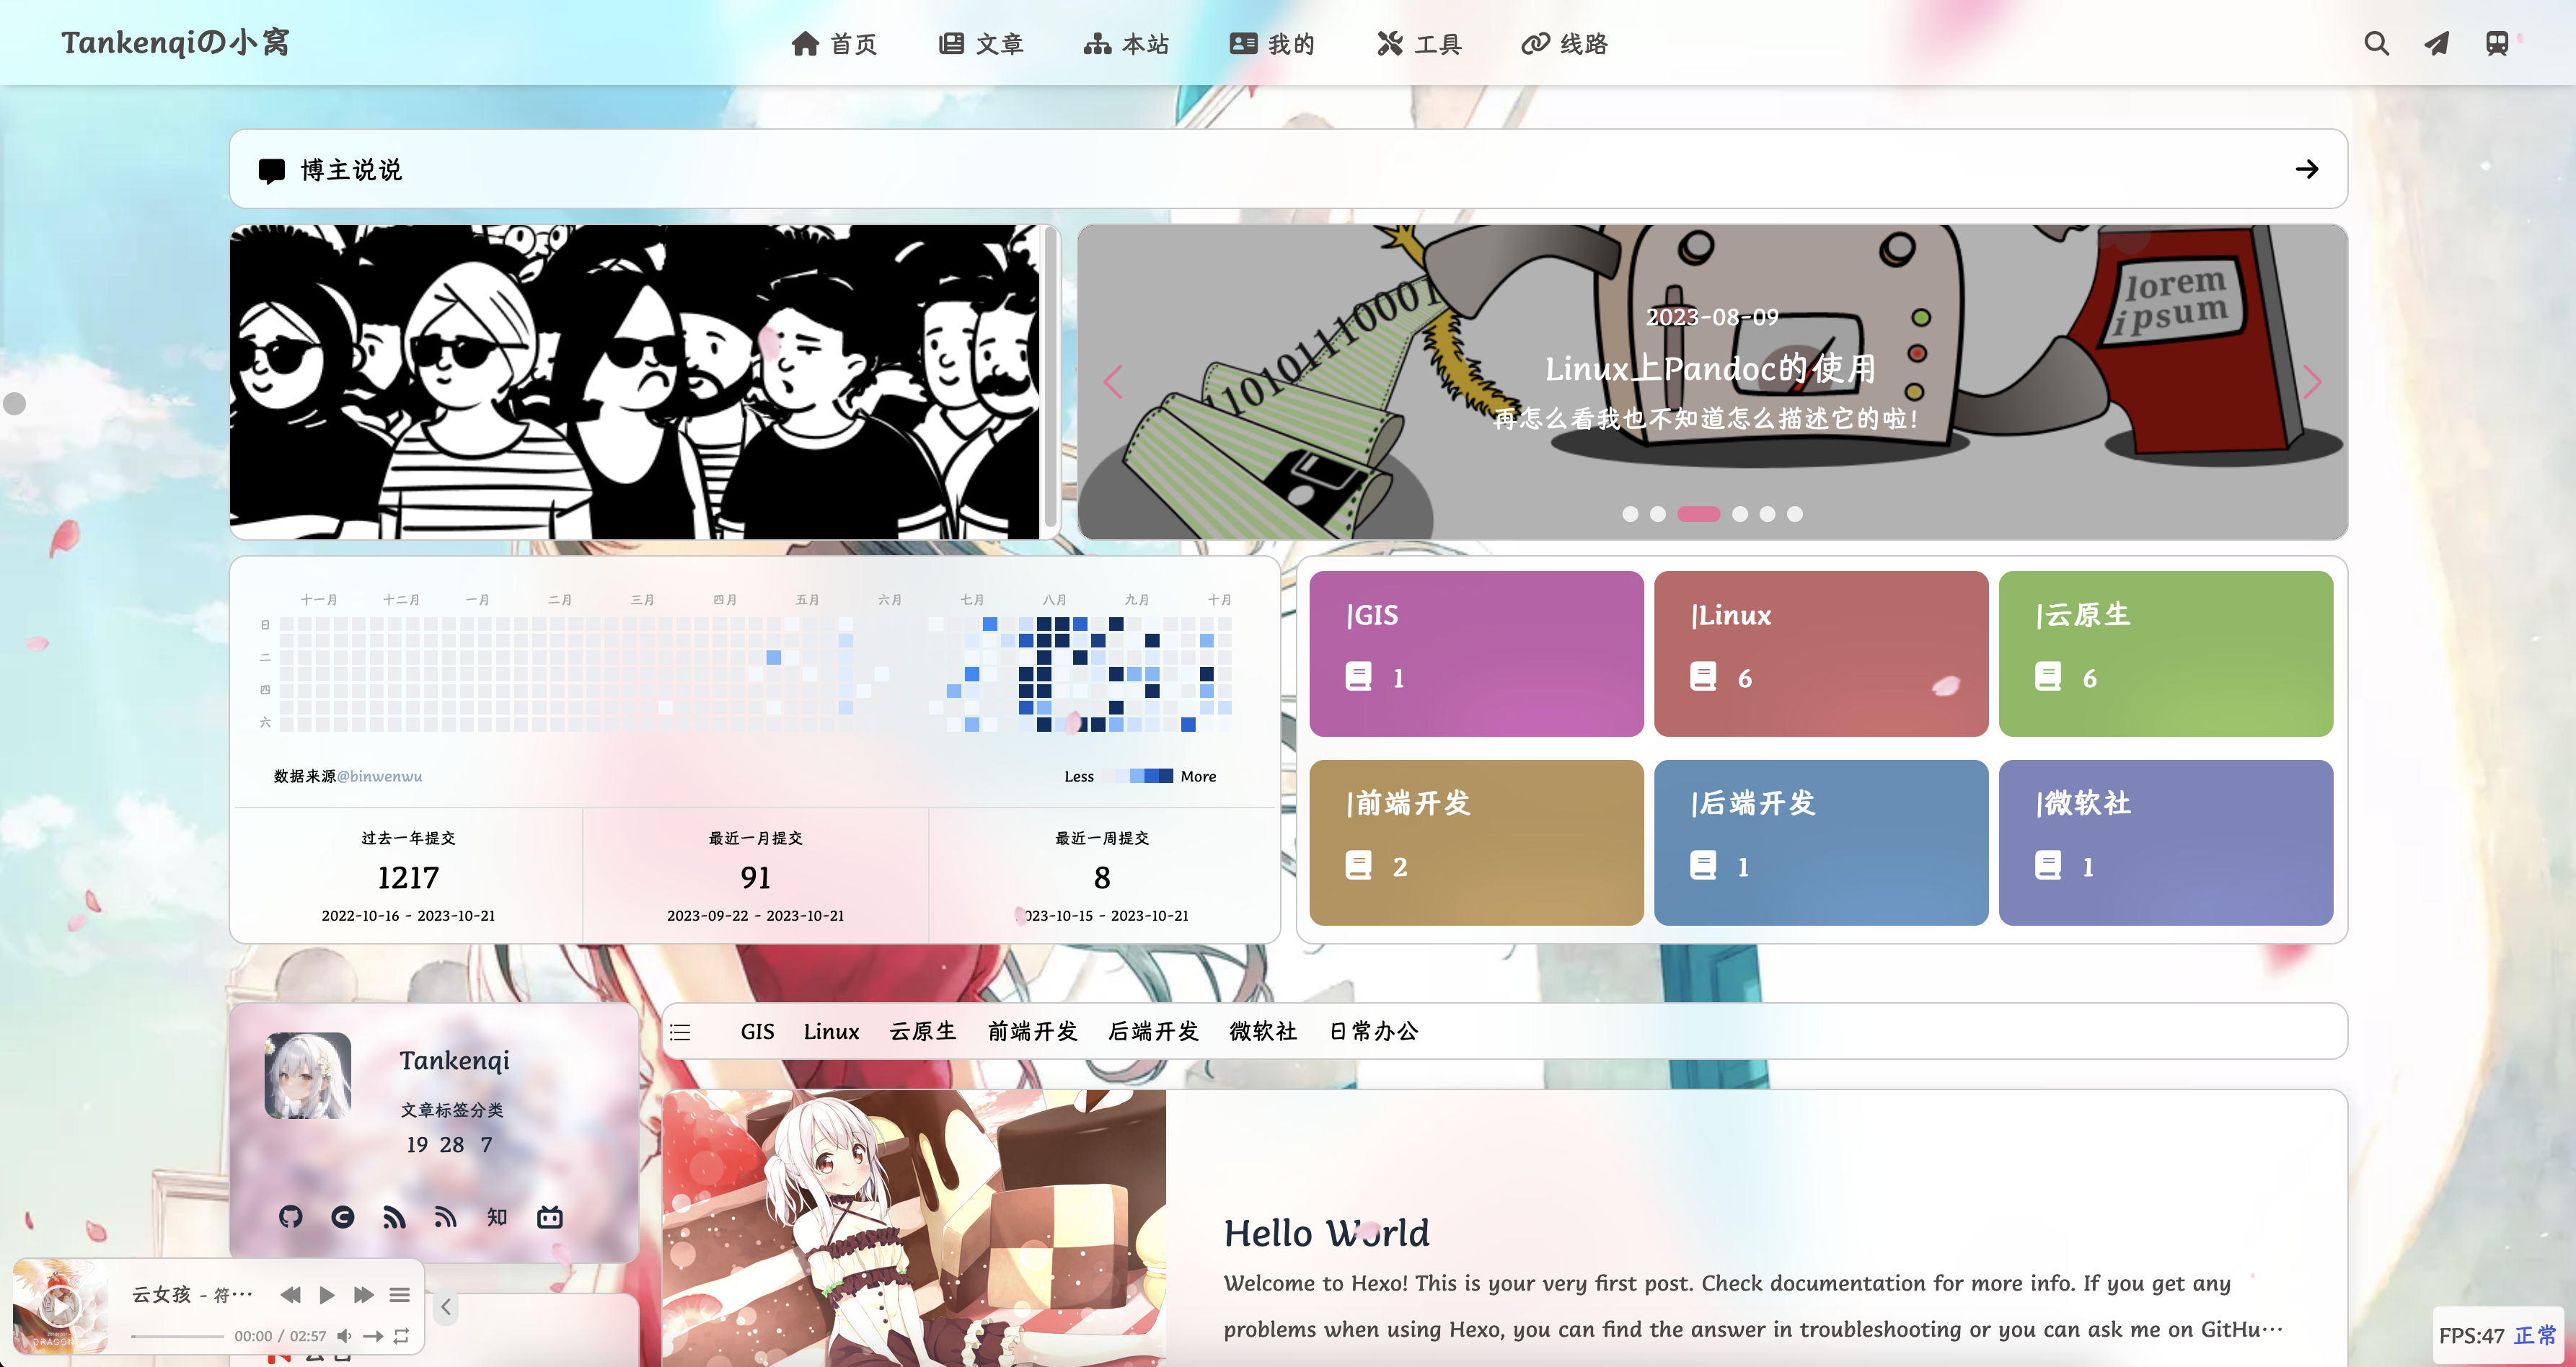 Tankenqiの小窝
首页 文章 本站 我的 工具 线路
博主说说
110101110001
lorem
ipsum
2023-08-09
Linux上Pandoc的使用
再怎么看我也不知道怎么描述它的啦！
十一月 十二月 一月 二月 三月 四月 五月 六月 七月 八月 九月 十月
日
二
四
六
数据来源@binwenwu
Less More
过去一年提交
1217
2022-10-16 - 2023-10-21
最近一月提交
91
2023-09-22 - 2023-10-21
最近一周提交
8
2023-10-15 - 2023-10-21
|GIS
1
|Linux
6
|云原生
6
|前端开发
2
|后端开发
1
|微软社
1
Tankenqi
文章标签分类
19 28 7
知
GIS Linux 云原生 前端开发 后端开发 微软社 日常办公
Hello World
Welcome to Hexo! This is your very first post. Check documentation for more info. If you get any
problems when using Hexo, you can find the answer in troubleshooting or you can ask me on GitHu…
云女孩 - 符…
00:00 / 02:57
DRAGON
FPS:47 正常